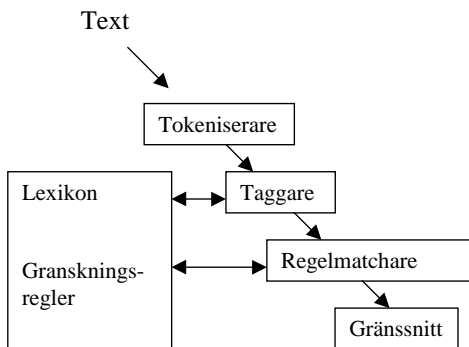 Text
Tokeniserare
Lexikon
Taggare
Gransknings-
regler
Regelmatchare
Gränssnitt